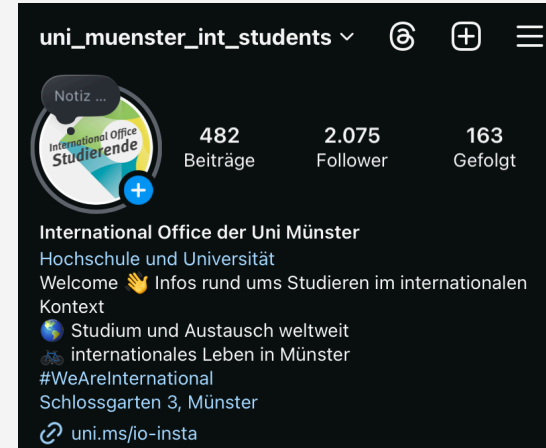 uni_muenster_int_students
Notiz ...
International Office
Studierende
482
2.075
163
Beiträge
Follower
Gefolgt
International Office der Uni Münster
Hochschule und Universität
Welcome 👋 Infos rund ums Studieren im internationalen
Kontext
🌎 Studium und Austausch weltweit
🚲 internationales Leben in Münster
#WeAreInternational
Schlossgarten 3, Münster
uni.ms/io-insta